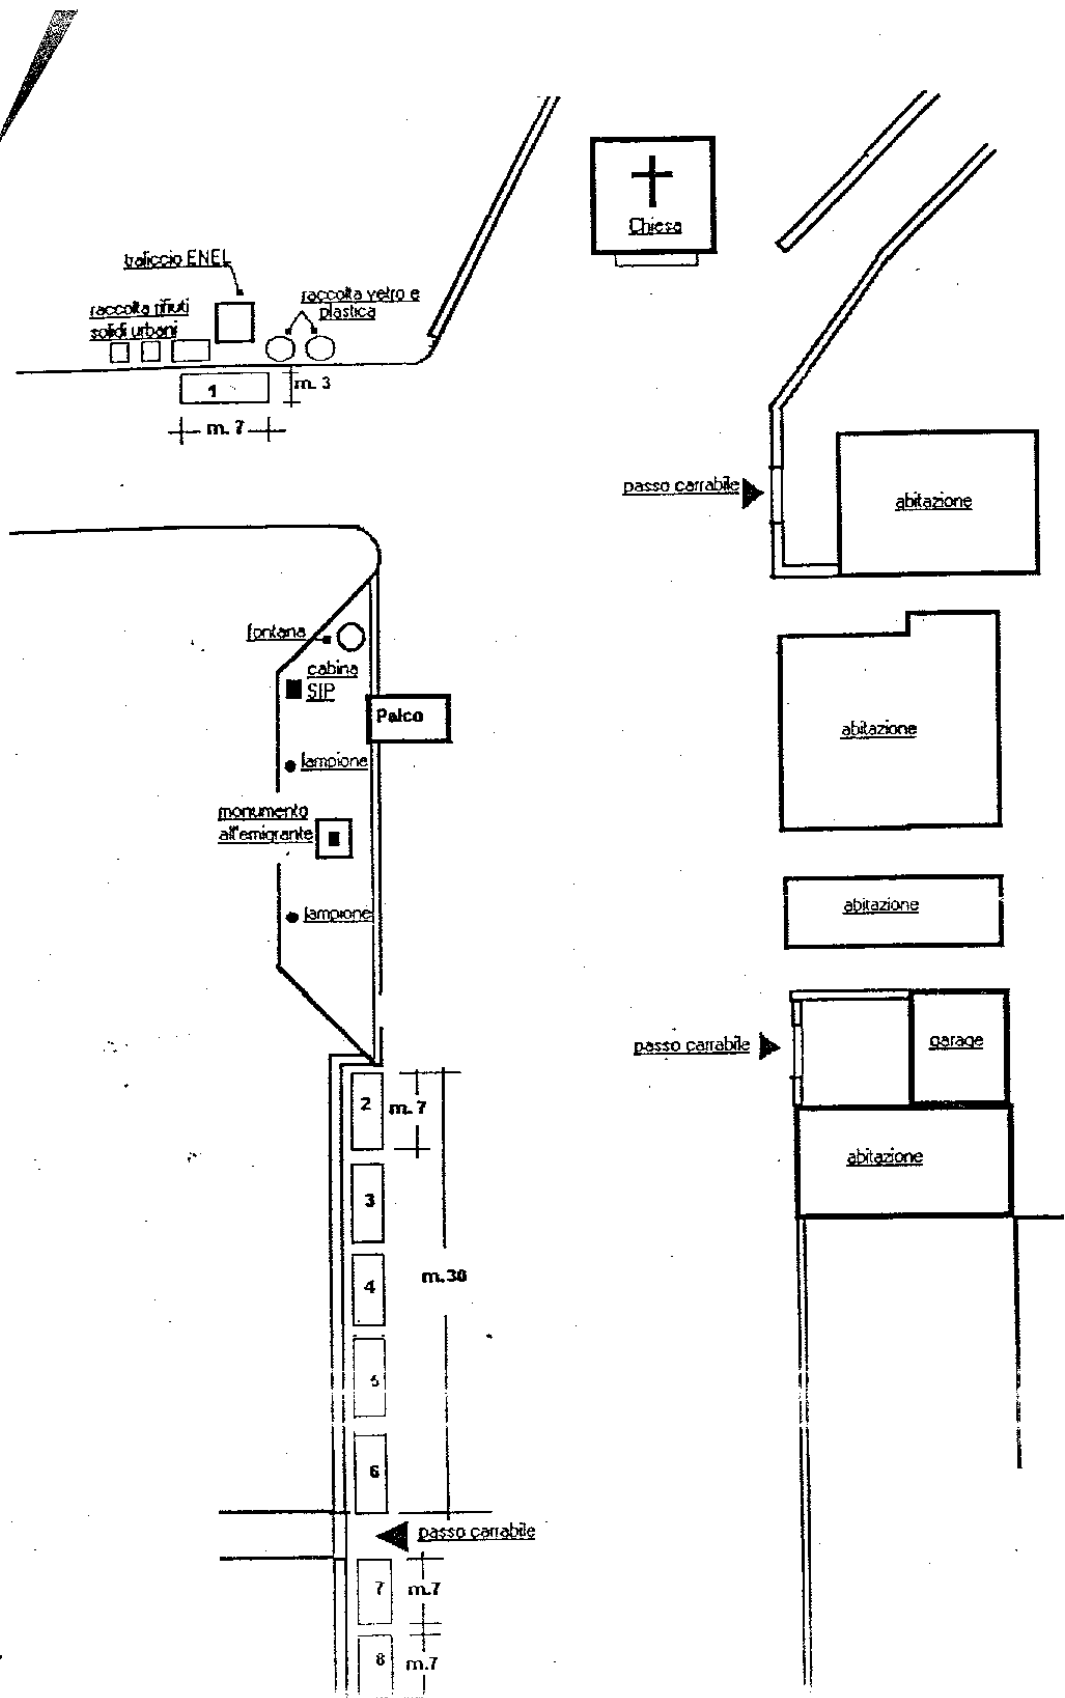 Chiesa
traliccio ENEL
raccolta rifiuti
solidi urbani
raccolta vetro e
plastica
1
m. 3
m. 7
passo carrabile
abitazione
fontana
cabina
SIP
Palco
abitazione
lampione
monumento
all'emigrante
abitazione
lampione
passo carrabile
garage
2
m. 7
abitazione
3
4
m. 38
5
6
passo carrabile
7
m.7
8
m.7